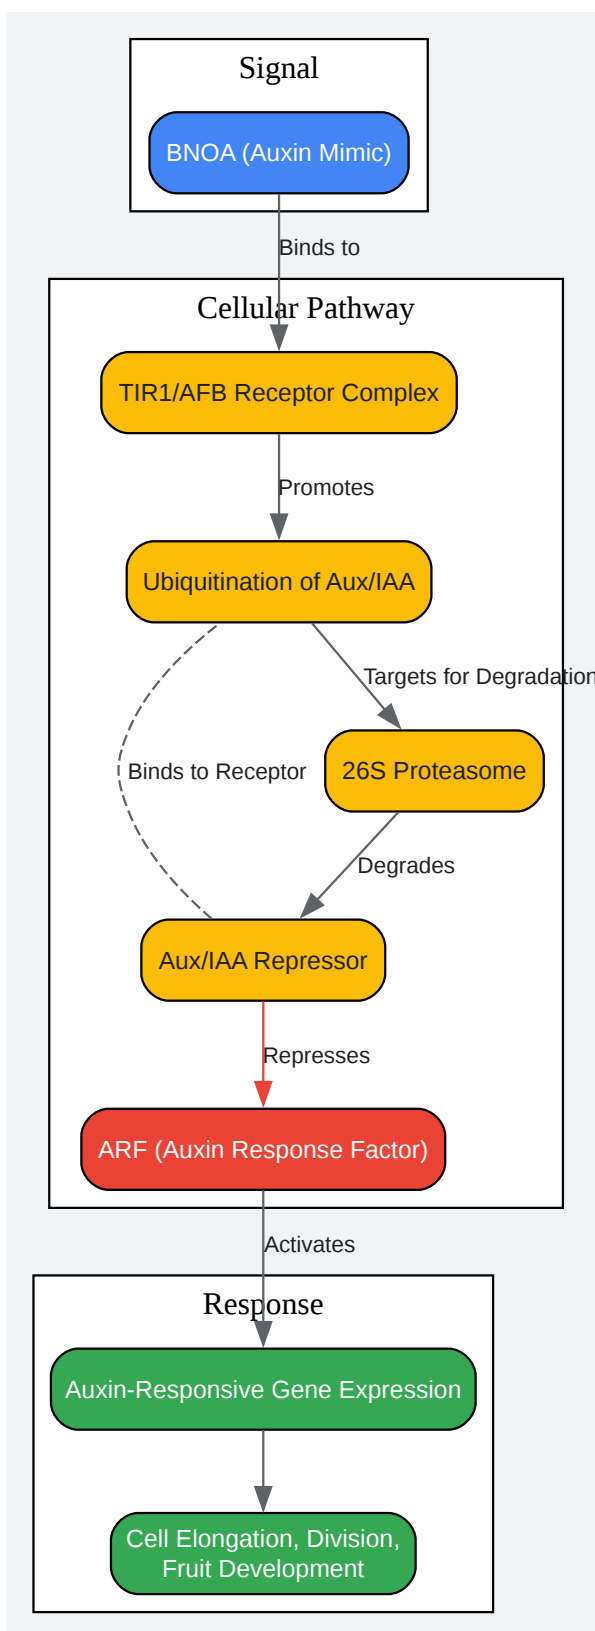 Signal
BNOA (Auxin Mimic)
Binds to
Cellular Pathway
TIR1/AFB Receptor Complex
Promotes
Ubiquitination of Aux/IAA
Targets for Degradation
Binds to Receptor
26S Proteasome
Degrades
Aux/IAA Repressor
Represses
ARF (Auxin Response Factor)
Activates
Response
Auxin-Responsive Gene Expression
Cell Elongation, Division,
Fruit Development